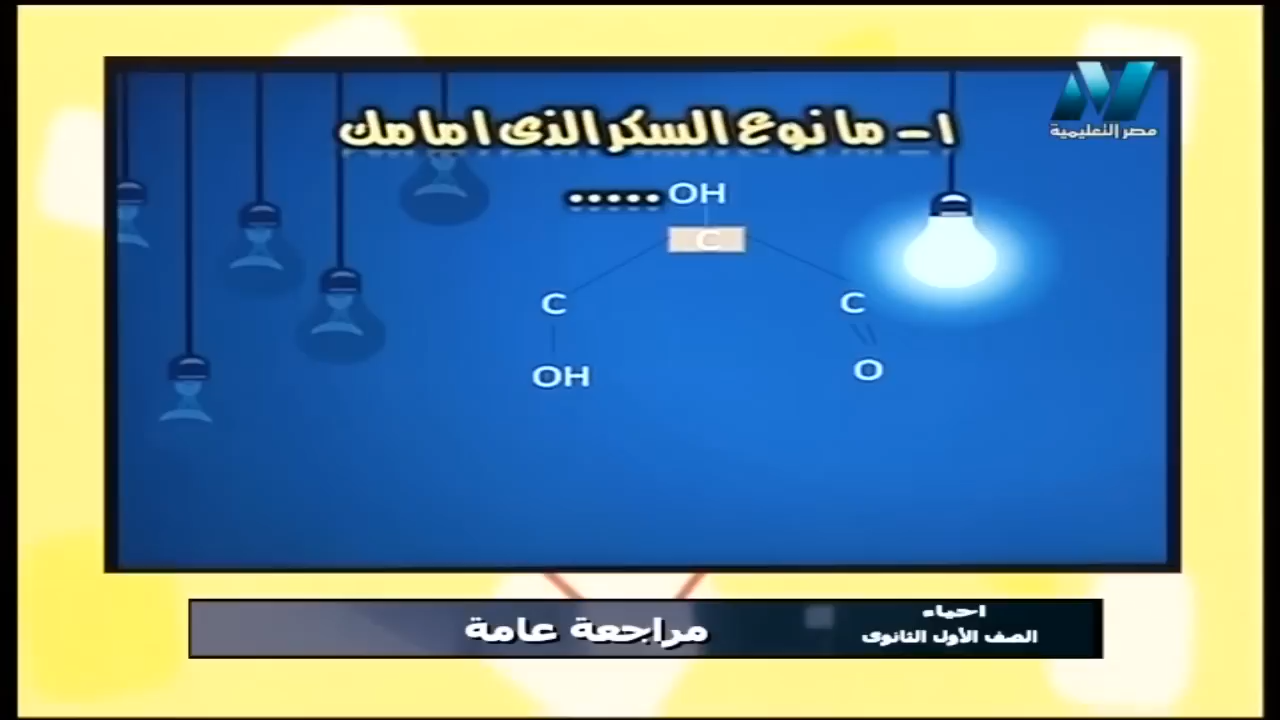 مصر التعليمية
١ - ما نوع السكر الذى امامك
.....
OH
C
C C
OH O
احياء
الصف الأول الثانوى
مراجعة عامة